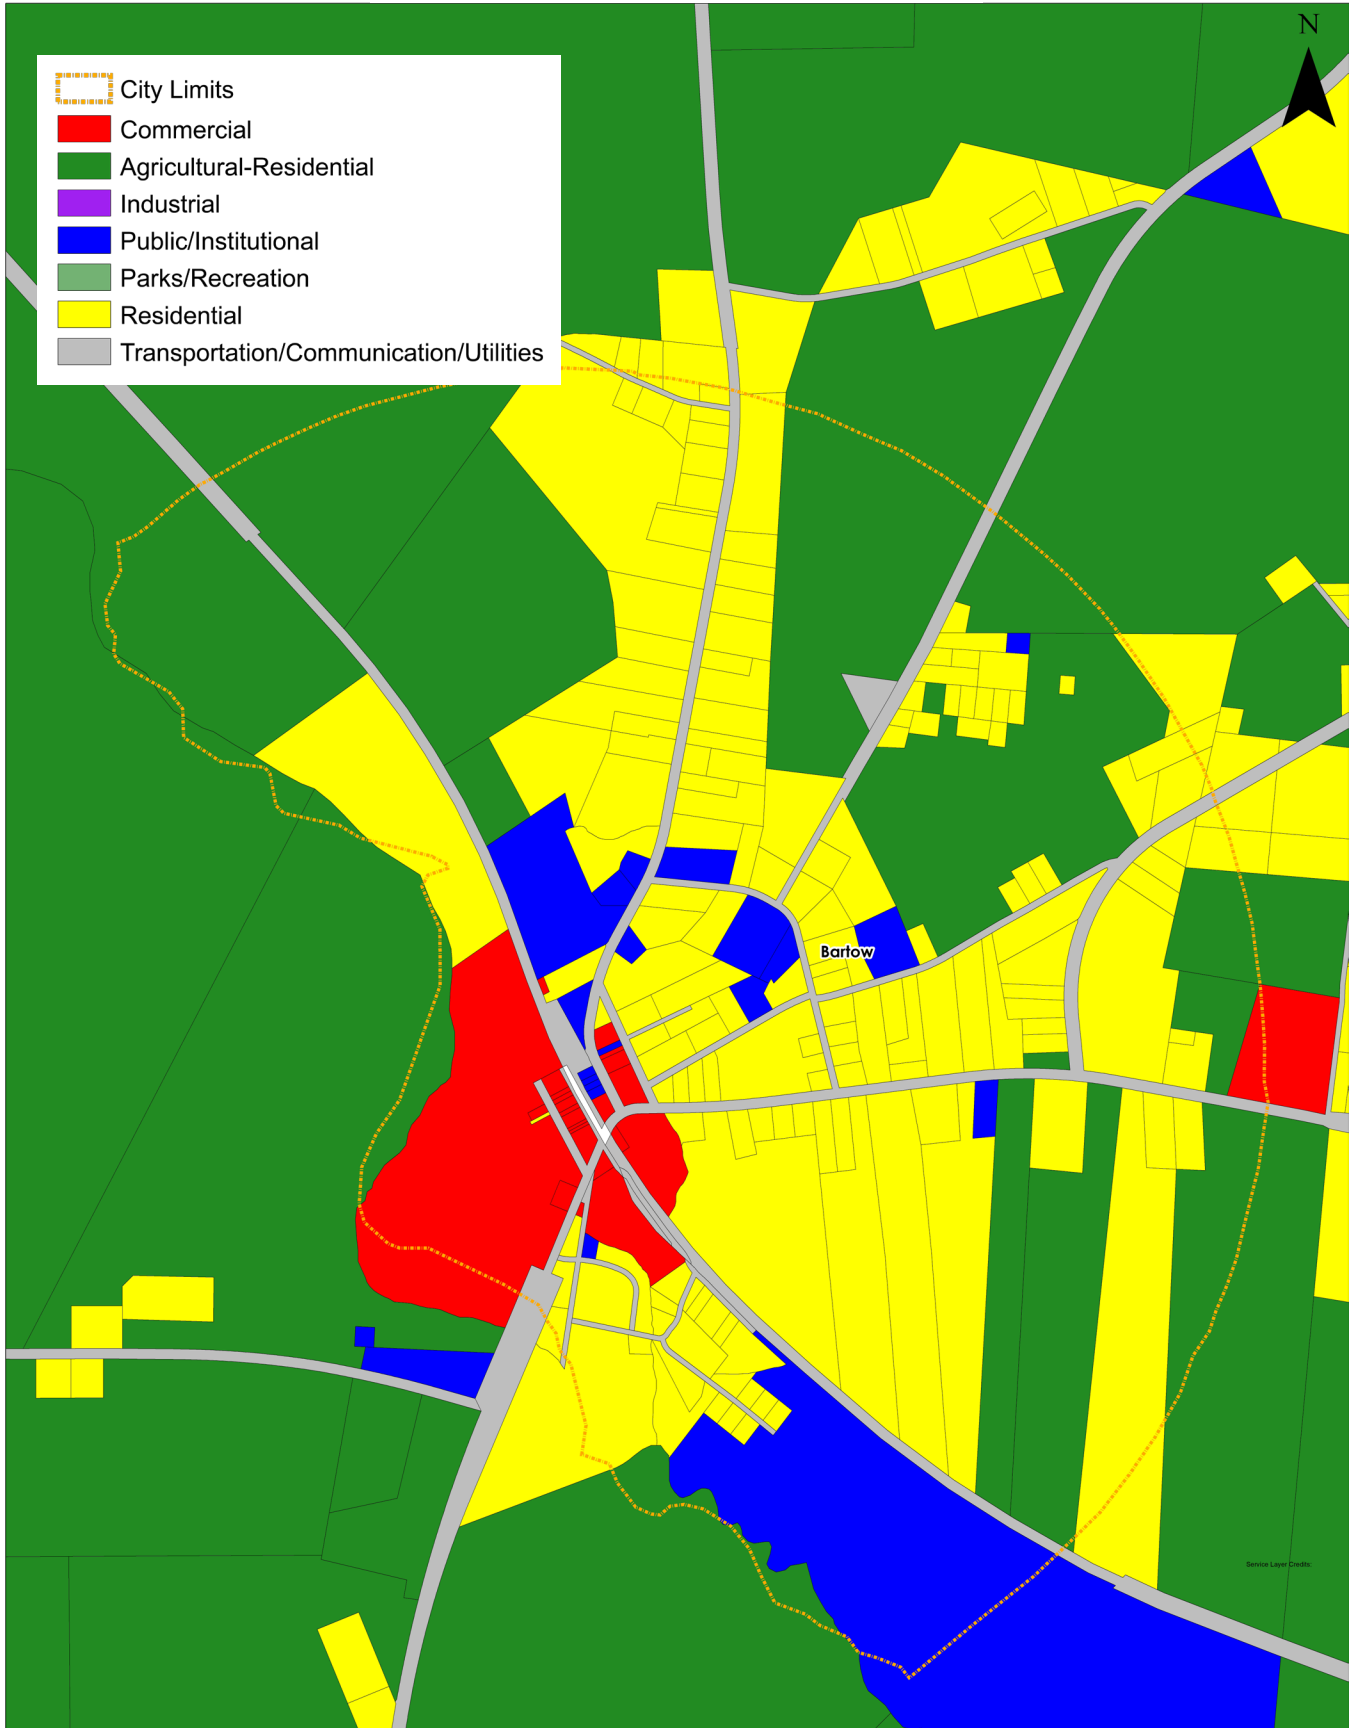 N
City Limits
Commercial
Agricultural-Residential
Industrial
Public/Institutional
Parks/Recreation
Residential
Transportation/Communication/Utilities
Bartow
Service Layer Credits: